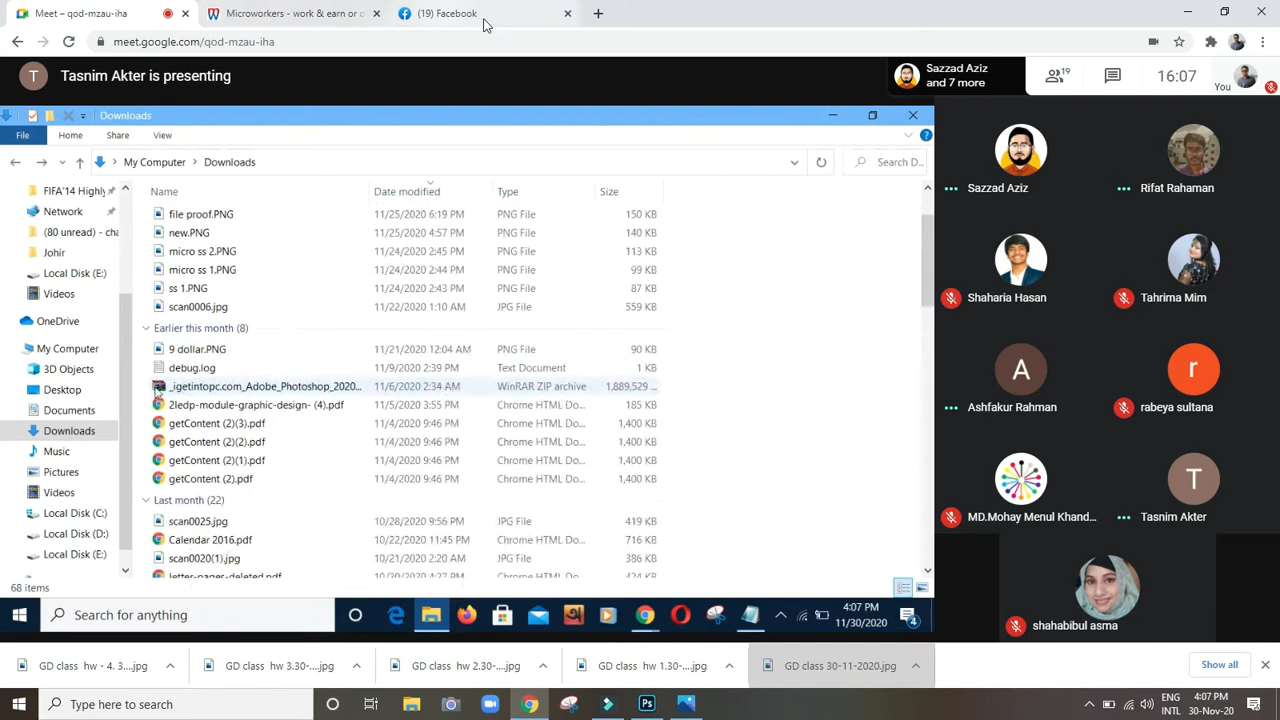 Meet – qod-mzau-iha
Microworkers - work & earn or o
(19) Facebook
meet.google.com/qod-mzau-iha
T
Tasnim Akter is presenting
Sazzad Aziz
and 7 more
19
16:07
You
Downloads
File
Home
Share
View
My Computer
Downloads
Search D...
FIFA'14 Highly
Network
(80 unread) - cha
Johir
Local Disk (E:)
Videos
OneDrive
My Computer
3D Objects
Desktop
Documents
Downloads
Music
Pictures
Videos
Local Disk (C:)
Local Disk (D:)
Local Disk (E:)
Name Date modified Type Size
file proof.PNG 11/25/2020 6:19 PM PNG File 150 KB
new.PNG 11/25/2020 4:57 PM PNG File 140 KB
micro ss 2.PNG 11/24/2020 2:45 PM PNG File 113 KB
micro ss 1.PNG 11/24/2020 2:44 PM PNG File 99 KB
ss 1.PNG 11/24/2020 2:43 PM PNG File 87 KB
scan0006.jpg 11/22/2020 1:10 AM JPG File 559 KB
Earlier this month (8)
9 dollar.PNG 11/21/2020 12:04 AM PNG File 90 KB
debug.log 11/9/2020 2:39 PM Text Document 1 KB
_igetintopc.com_Adobe_Photoshop_2020... 11/6/2020 2:34 AM WinRAR ZIP archive 1,889,529 ...
2ledp-module-graphic-design- (4).pdf 11/5/2020 3:55 PM Chrome HTML Do... 185 KB
getContent (2)(3).pdf 11/4/2020 9:46 PM Chrome HTML Do... 1,400 KB
getContent (2)(2).pdf 11/4/2020 9:46 PM Chrome HTML Do... 1,400 KB
getContent (2)(1).pdf 11/4/2020 9:46 PM Chrome HTML Do... 1,400 KB
getContent (2).pdf 11/4/2020 9:46 PM Chrome HTML Do... 1,400 KB
Last month (22)
scan0025.jpg 10/28/2020 9:56 PM JPG File 419 KB
Calendar 2016.pdf 10/22/2020 11:45 PM Chrome HTML Do... 716 KB
scan0020(1).jpg 10/21/2020 2:20 AM JPG File 386 KB
letter-pages-deleted.pdf 10/20/2020 4:27 PM Chrome HTML Do... 424 KB
68 items
Search for anything
4:07 PM
11/30/2020
4
Sazzad Aziz
Rifat Rahaman
Shaharia Hasan
Tahrima Mim
A
Ashfakur Rahman
r
rabeya sultana
MD.Mohay Menul Khand...
T
Tasnim Akter
shahabibul asma
GD class hw - 4. 3....jpg
GD class hw 3.30-....jpg
GD class hw 2.30-....jpg
GD class hw 1.30-....jpg
GD class 30-11-2020.jpg
Show all
Type here to search
Ps
ENG
INTL
4:07 PM
30-Nov-20